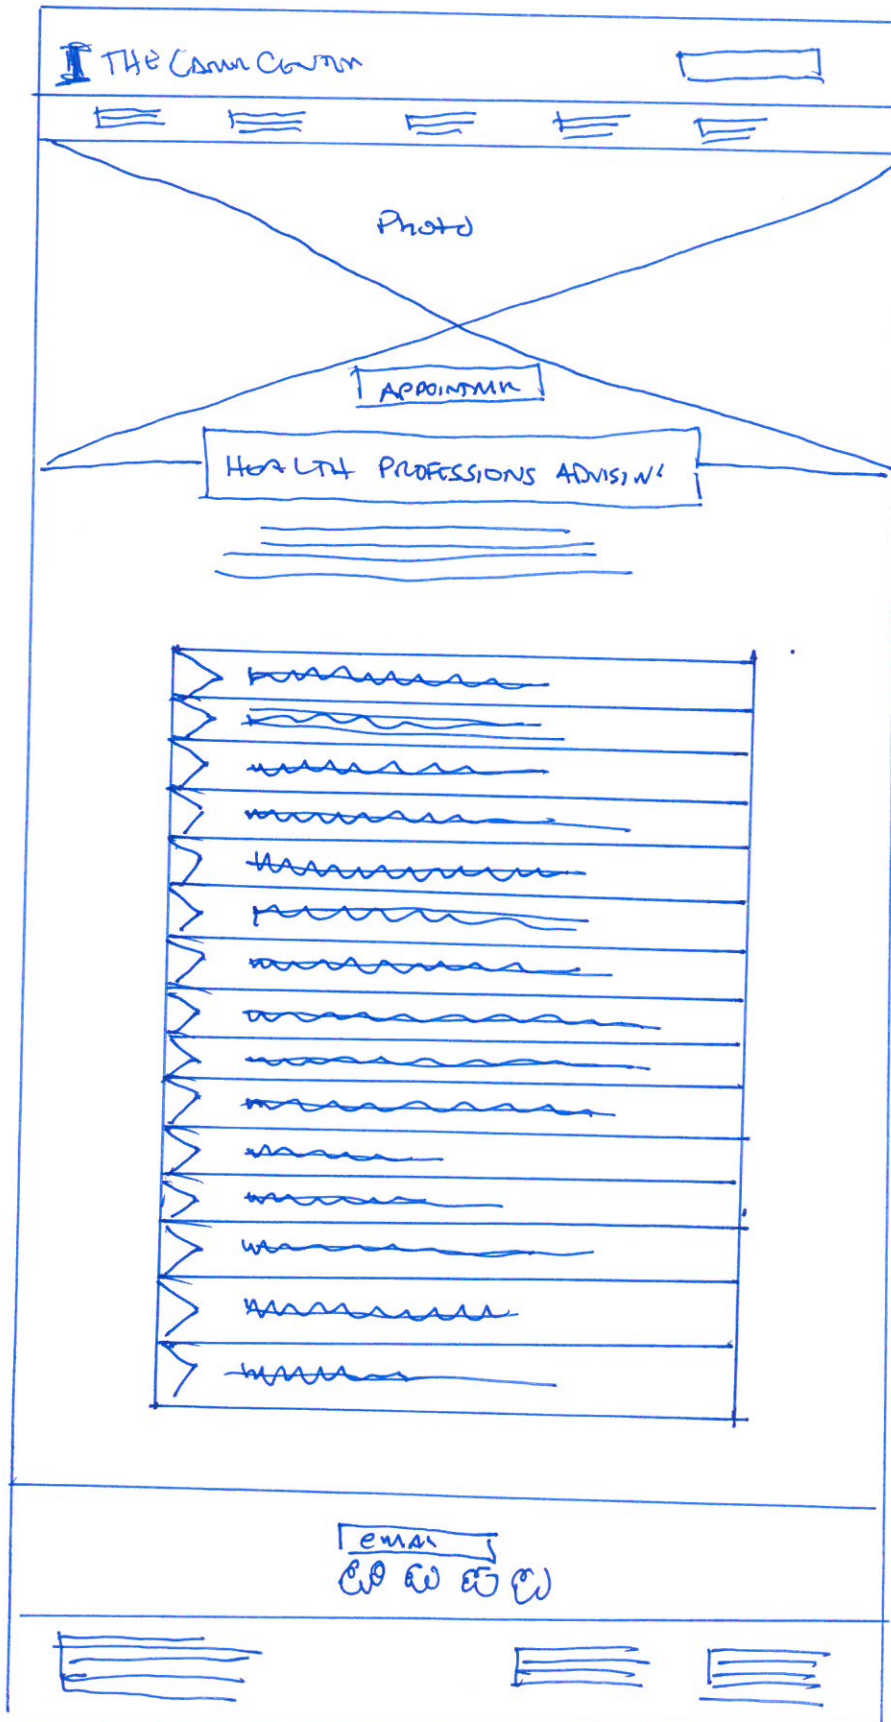 I THE CAREER CENTER
Photo
APPOINTMENT
HEALTH PROFESSIONS ADVISING
email